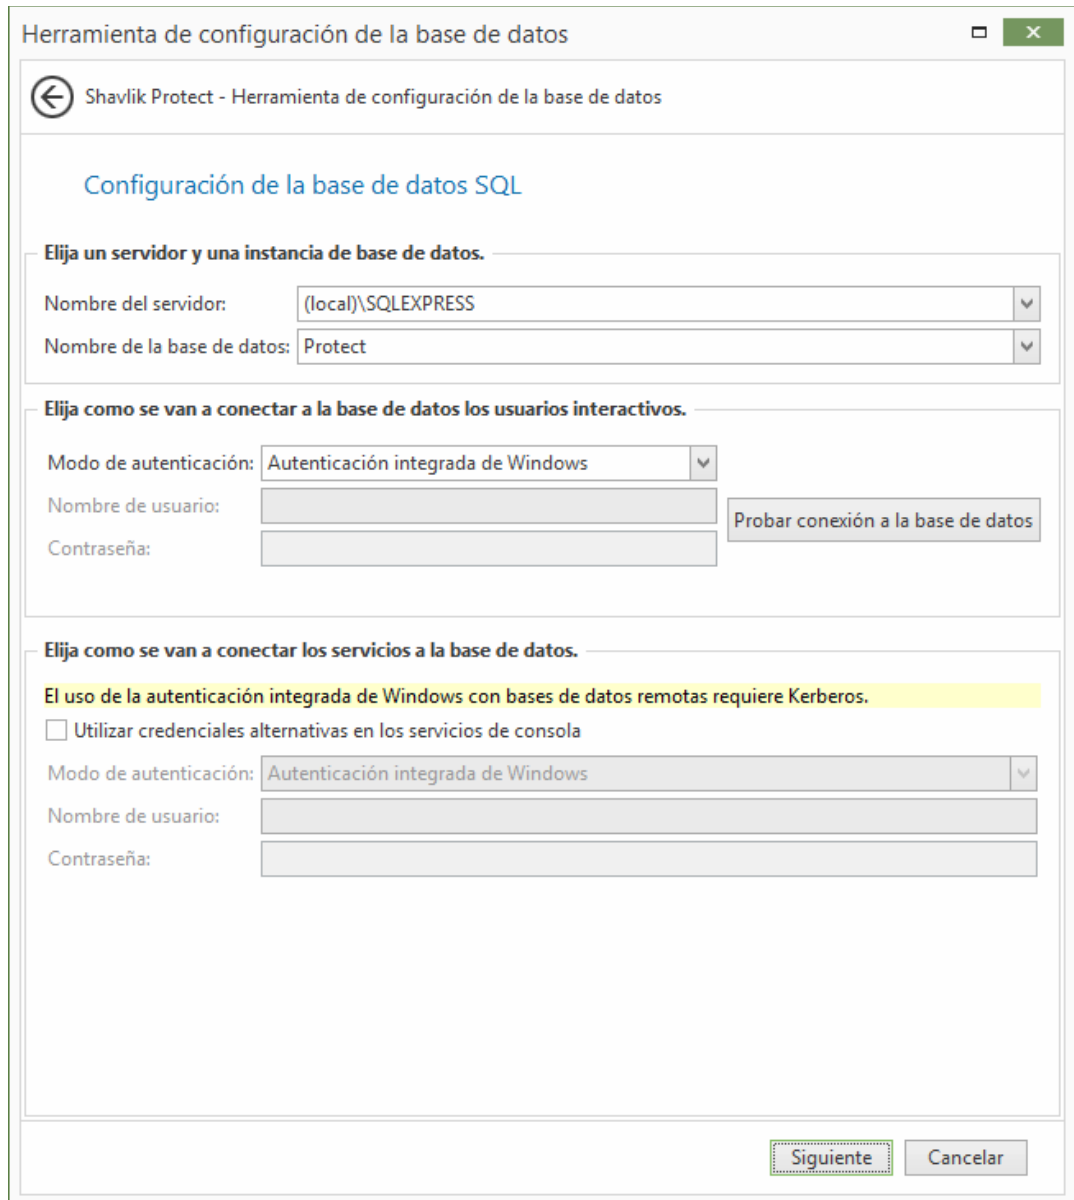 Herramienta de configuración de la base de datos
Shavlik Protect - Herramienta de configuración de la base de datos
Configuración de la base de datos SQL
Elija un servidor y una instancia de base de datos.
Nombre del servidor: (local)\SQLEXPRESS
Nombre de la base de datos: Protect
Elija como se van a conectar a la base de datos los usuarios interactivos.
Modo de autenticación: Autenticación integrada de Windows
Nombre de usuario:
Probar conexión a la base de datos
Contraseña:
Elija como se van a conectar los servicios a la base de datos.
El uso de la autenticación integrada de Windows con bases de datos remotas requiere Kerberos.
Utilizar credenciales alternativas en los servicios de consola
Modo de autenticación: Autenticación integrada de Windows
Nombre de usuario:
Contraseña:
Siguiente Cancelar